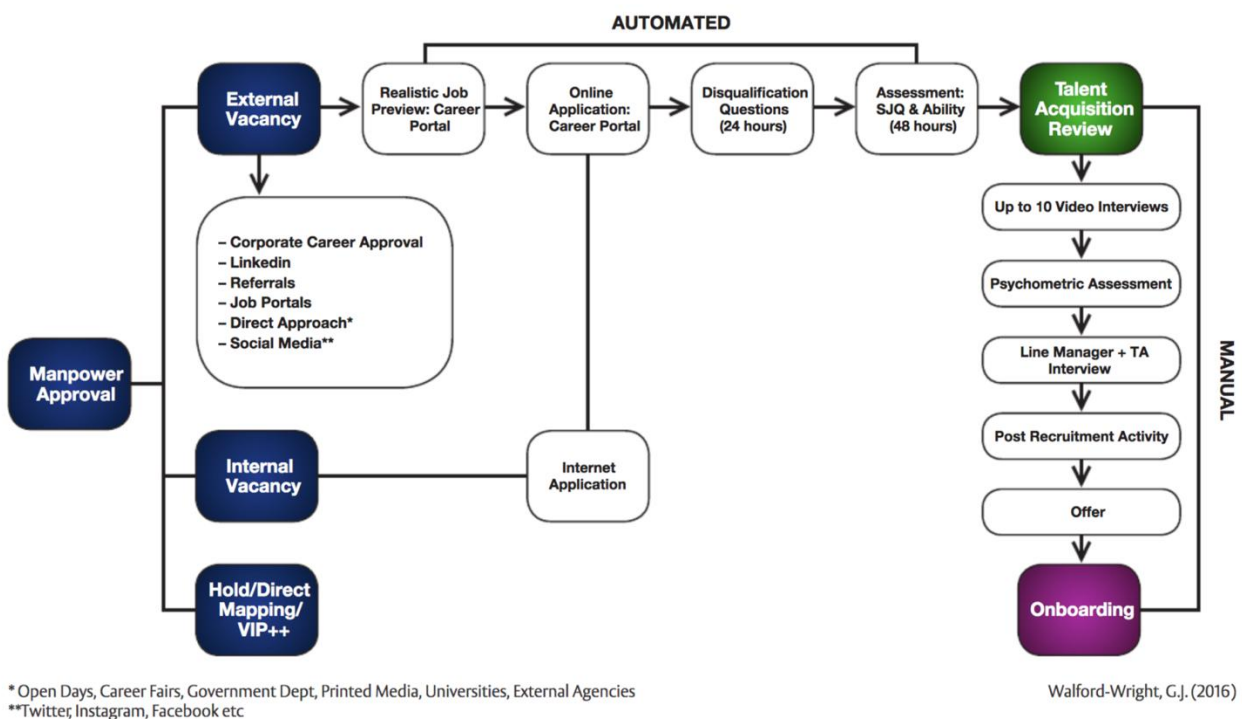 AUTOMATED
External
Vacancy
Realistic Job
Preview: Career
Portal
Online
Application:
Career Portal
Disqualification
Questions
(24 hours)
Assessment:
SJQ & Ability
(48 hours)
Talent
Acquisition
Review
– Corporate Career Approval
– Linkedin
– Referrals
– Job Portals
– Direct Approach*
– Social Media**
Up to 10 Video Interviews
Psychometric Assessment
Line Manager + TA
Interview
Post Recruitment Activity
Offer
Onboarding
MANUAL
Manpower
Approval
Internal
Vacancy
Internet
Application
Hold/Direct
Mapping/
VIP++
* Open Days, Career Fairs, Government Dept, Printed Media, Universities, External Agencies
**Twitter, Instagram, Facebook etc
Walford-Wright, G.J. (2016)